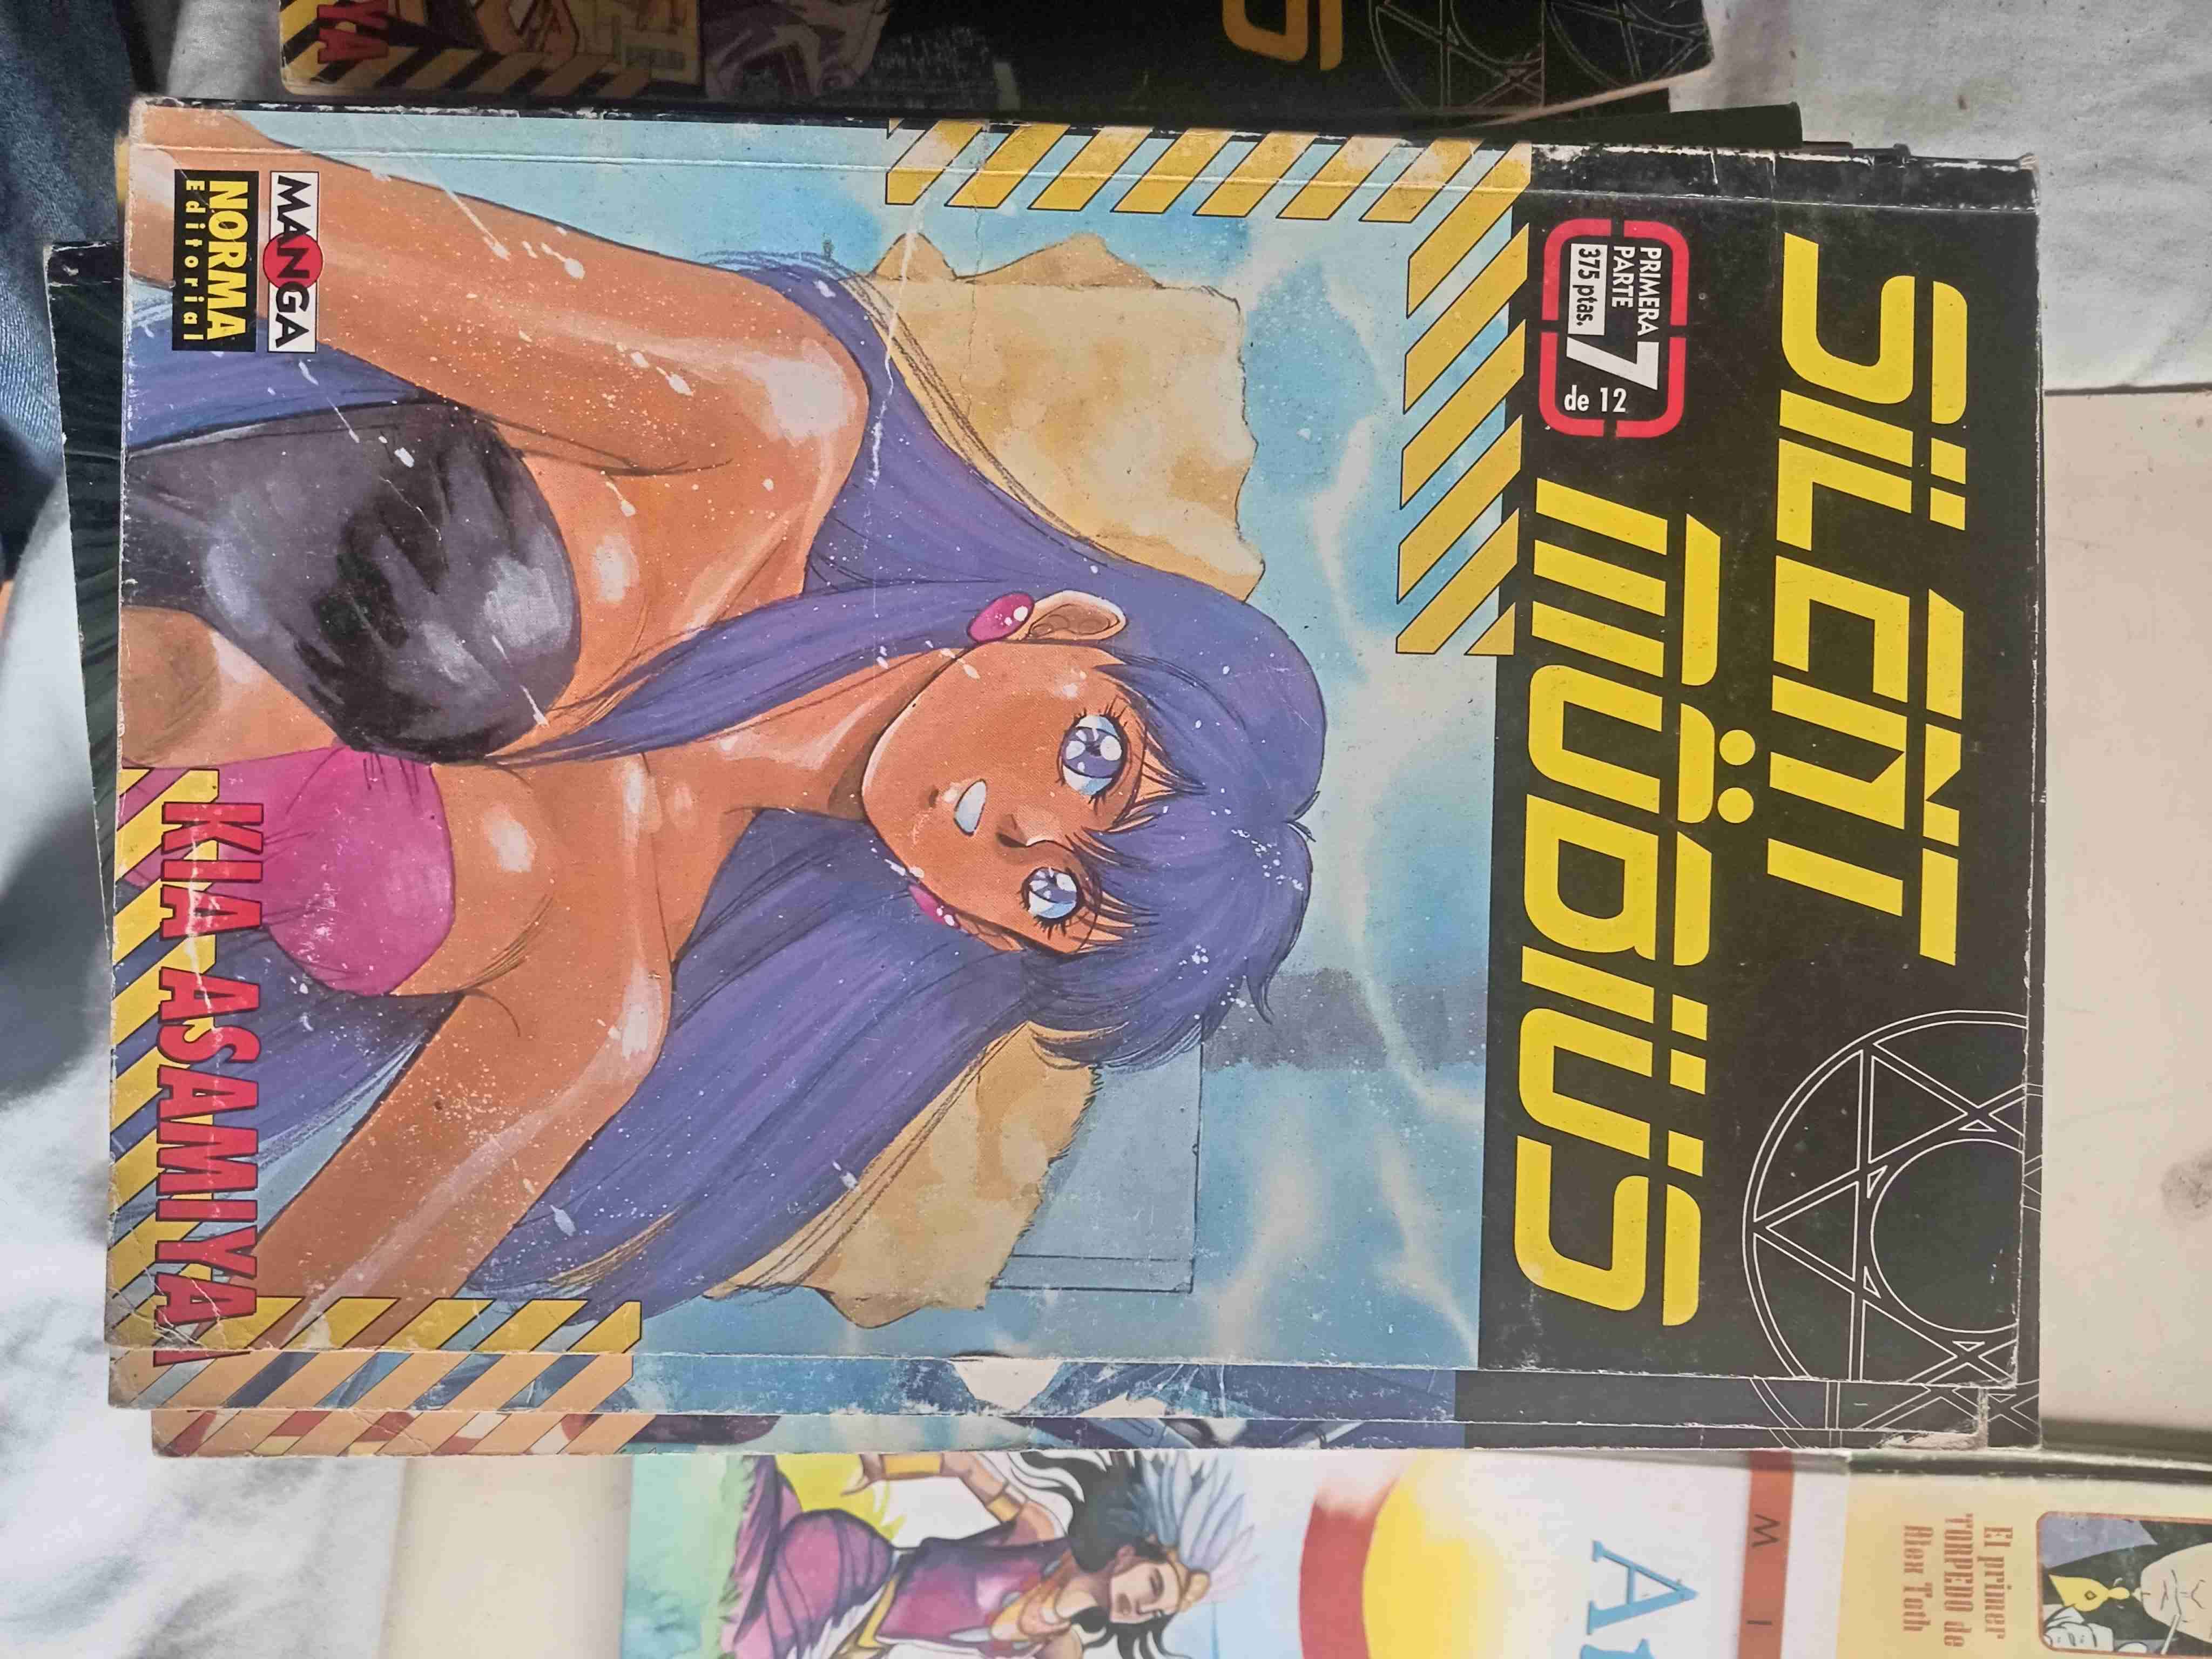 SILENT
MÖBIUS
PRIMERA
PARTE
375 ptas.
7
de 12
MANGA
NORMA
Editorial
KIA ASAMIYA
YA
S
W I
A
El primer
TORPEDO de
Alex Toth